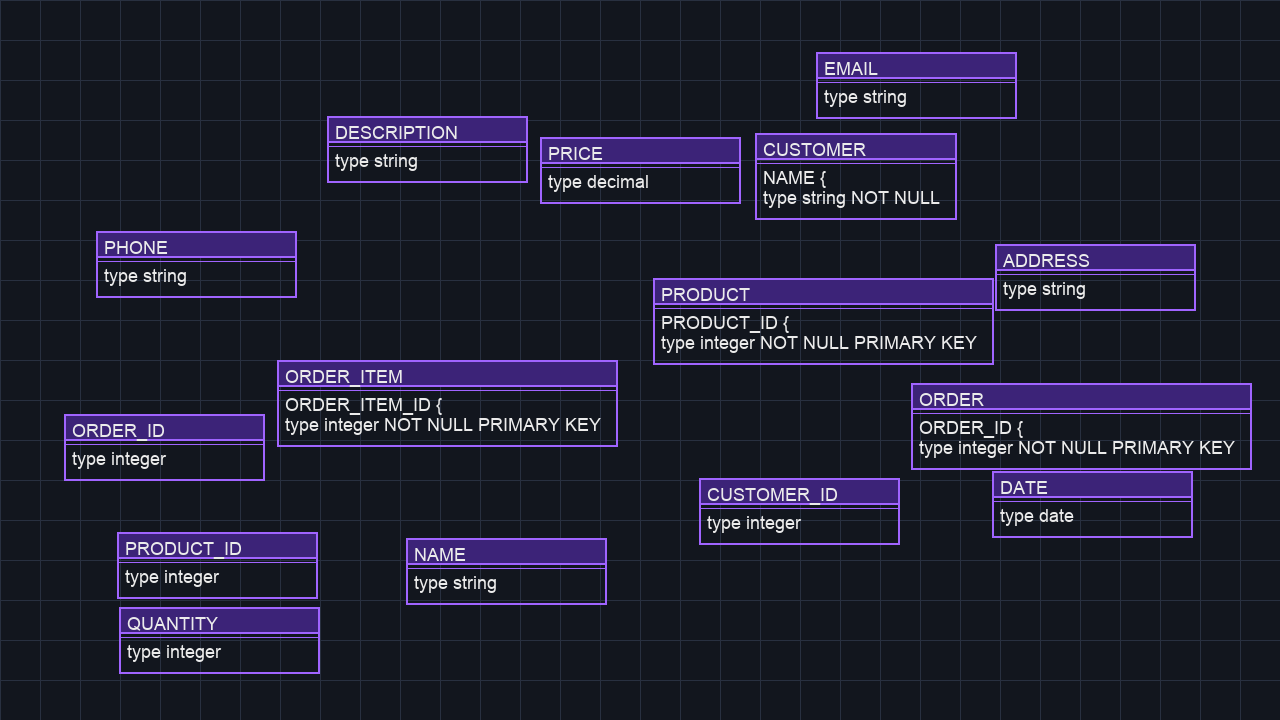 EMAIL
type string
DESCRIPTION
type string
PRICE
type decimal
CUSTOMER
NAME {
type string NOT NULL
PHONE
type string
ADDRESS
type string
PRODUCT
PRODUCT_ID {
type integer NOT NULL PRIMARY KEY
ORDER_ITEM
ORDER_ITEM_ID {
type integer NOT NULL PRIMARY KEY
ORDER
ORDER_ID {
type integer NOT NULL PRIMARY KEY
ORDER_ID
type integer
CUSTOMER_ID
type integer
DATE
type date
PRODUCT_ID
type integer
NAME
type string
QUANTITY
type integer